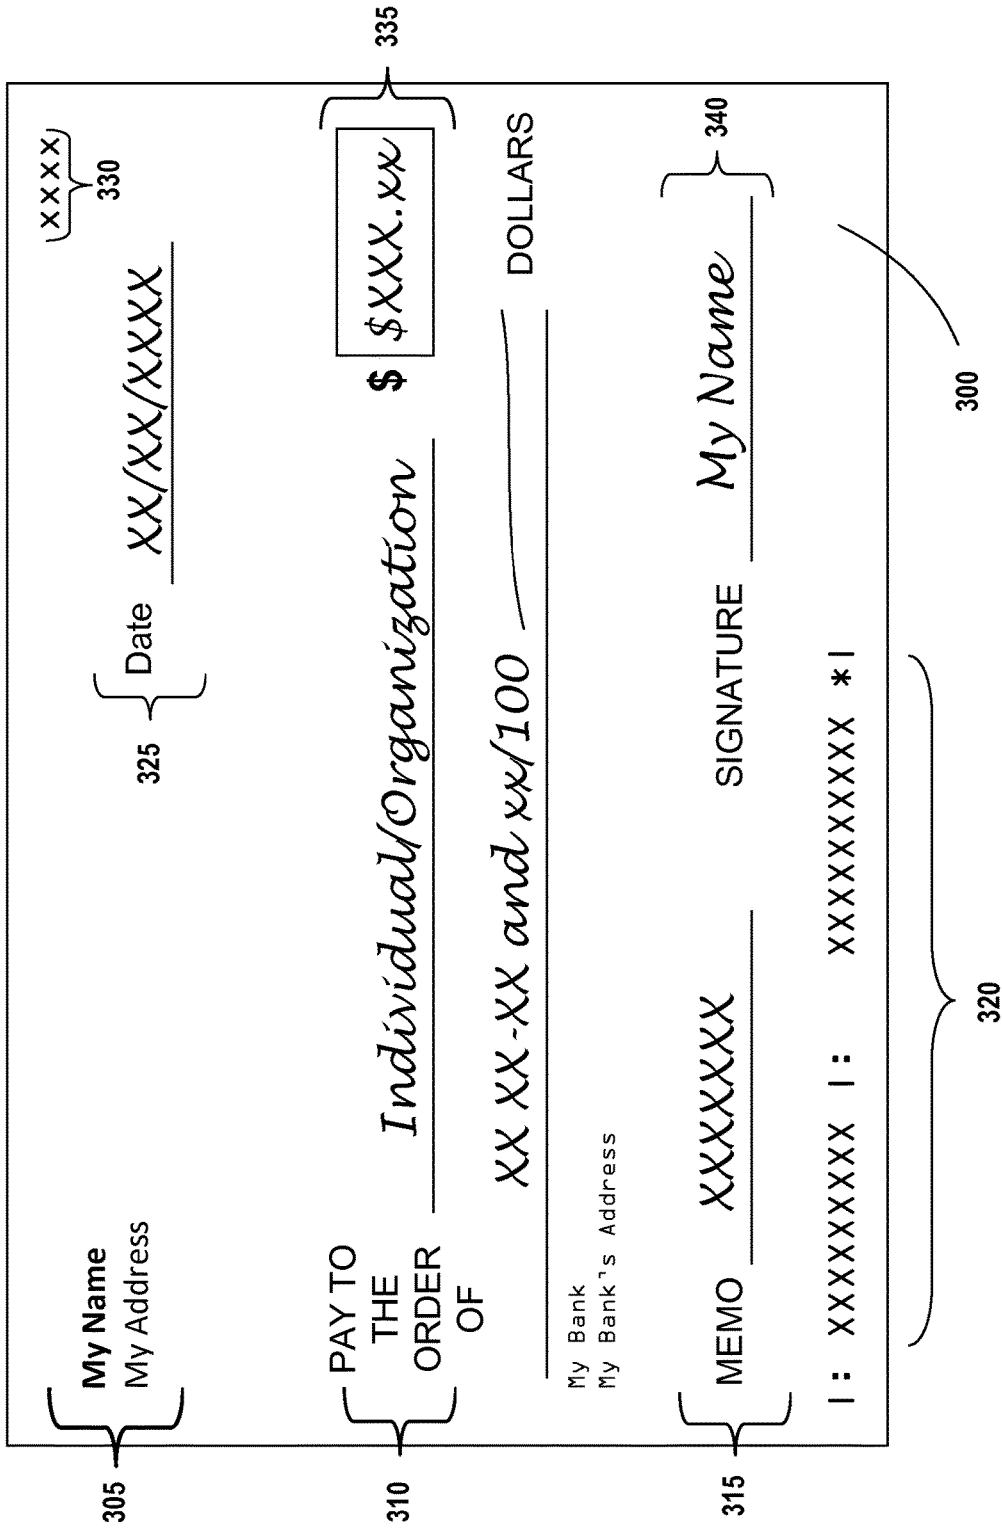 xxxx
330
305
My Name
My Address
325
Date xx/xx/xxxx
335
310
PAY TO
THE
ORDER
OF
Individual/Organization
$ $xxx.xx
xx xx-xx and xx/100 DOLLARS
My Bank
My Bank's Address
315
MEMO xxxxxxx
SIGNATURE My Name
340
|: XXXXXXXXX |: XXXXXXXXXX *|
320
300